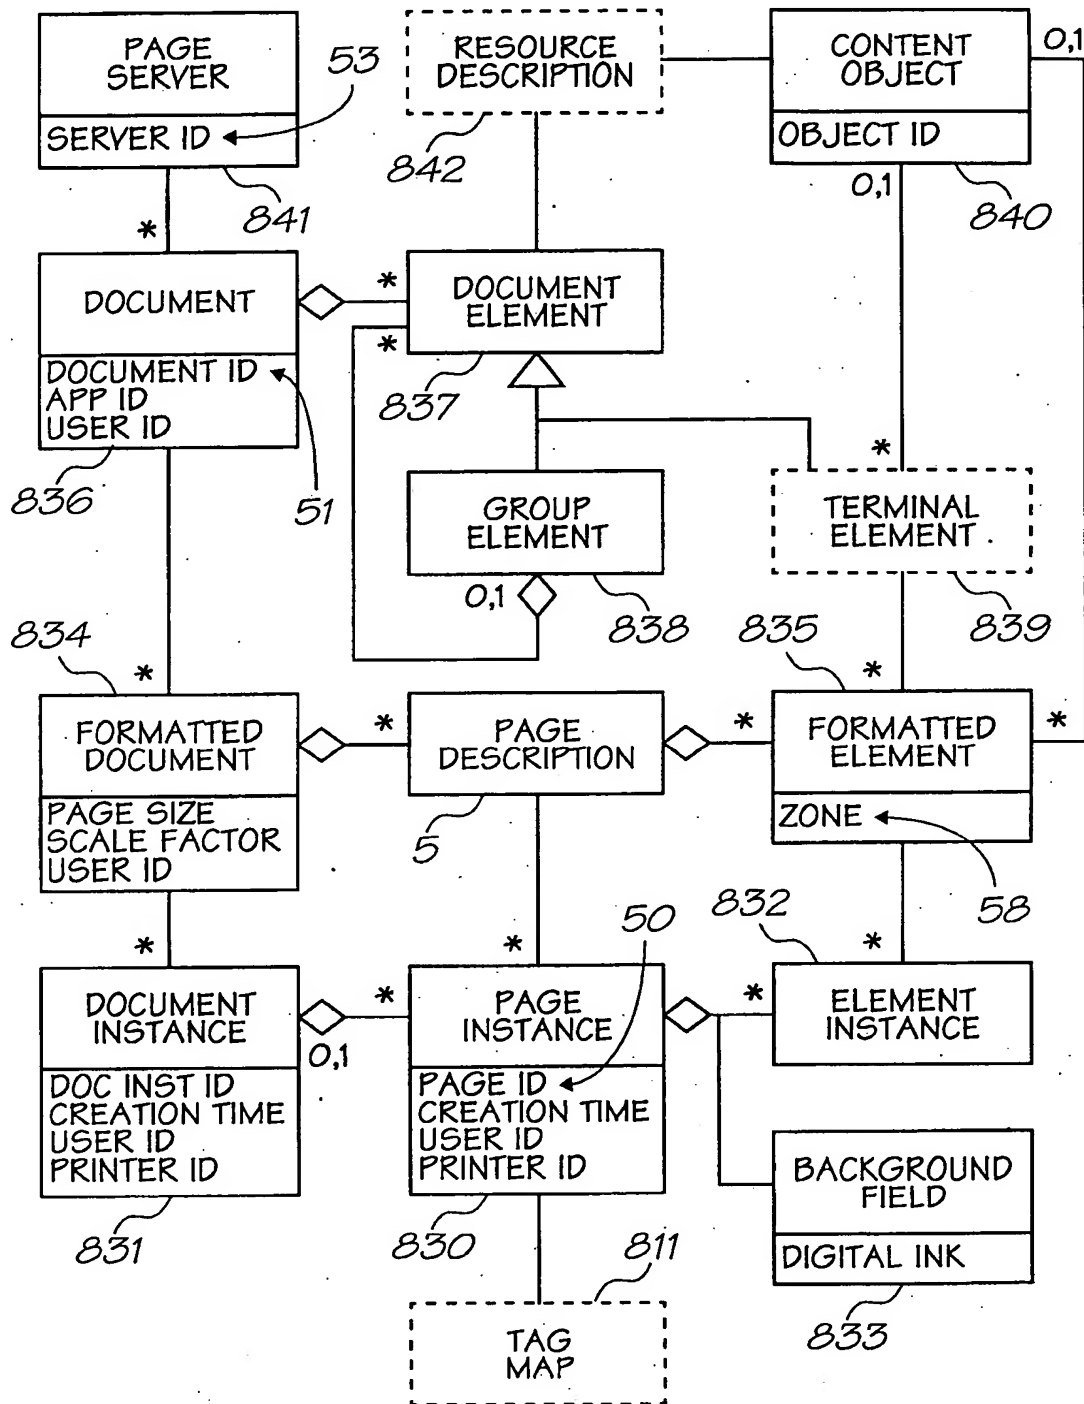 PAGE
SERVER
SERVER ID
53
841
*
RESOURCE
DESCRIPTION
842
CONTENT
OBJECT
OBJECT ID
0,1
0,1
840
DOCUMENT
DOCUMENT ID
APP ID
USER ID
836
51
*
*
DOCUMENT
ELEMENT
837
GROUP
ELEMENT
0,1
838
*
TERMINAL
ELEMENT
839
834
*
FORMATTED
DOCUMENT
PAGE SIZE
SCALE FACTOR
USER ID
*
PAGE
DESCRIPTION
5
*
835
*
FORMATTED
ELEMENT
*
ZONE
58
*
DOCUMENT
INSTANCE
0,1
DOC INST ID
CREATION TIME
USER ID
PRINTER ID
831
*
*
50
PAGE
INSTANCE
PAGE ID
CREATION TIME
USER ID
PRINTER ID
830
*
832
*
ELEMENT
INSTANCE
BACKGROUND
FIELD
DIGITAL INK
833
811
TAG
MAP